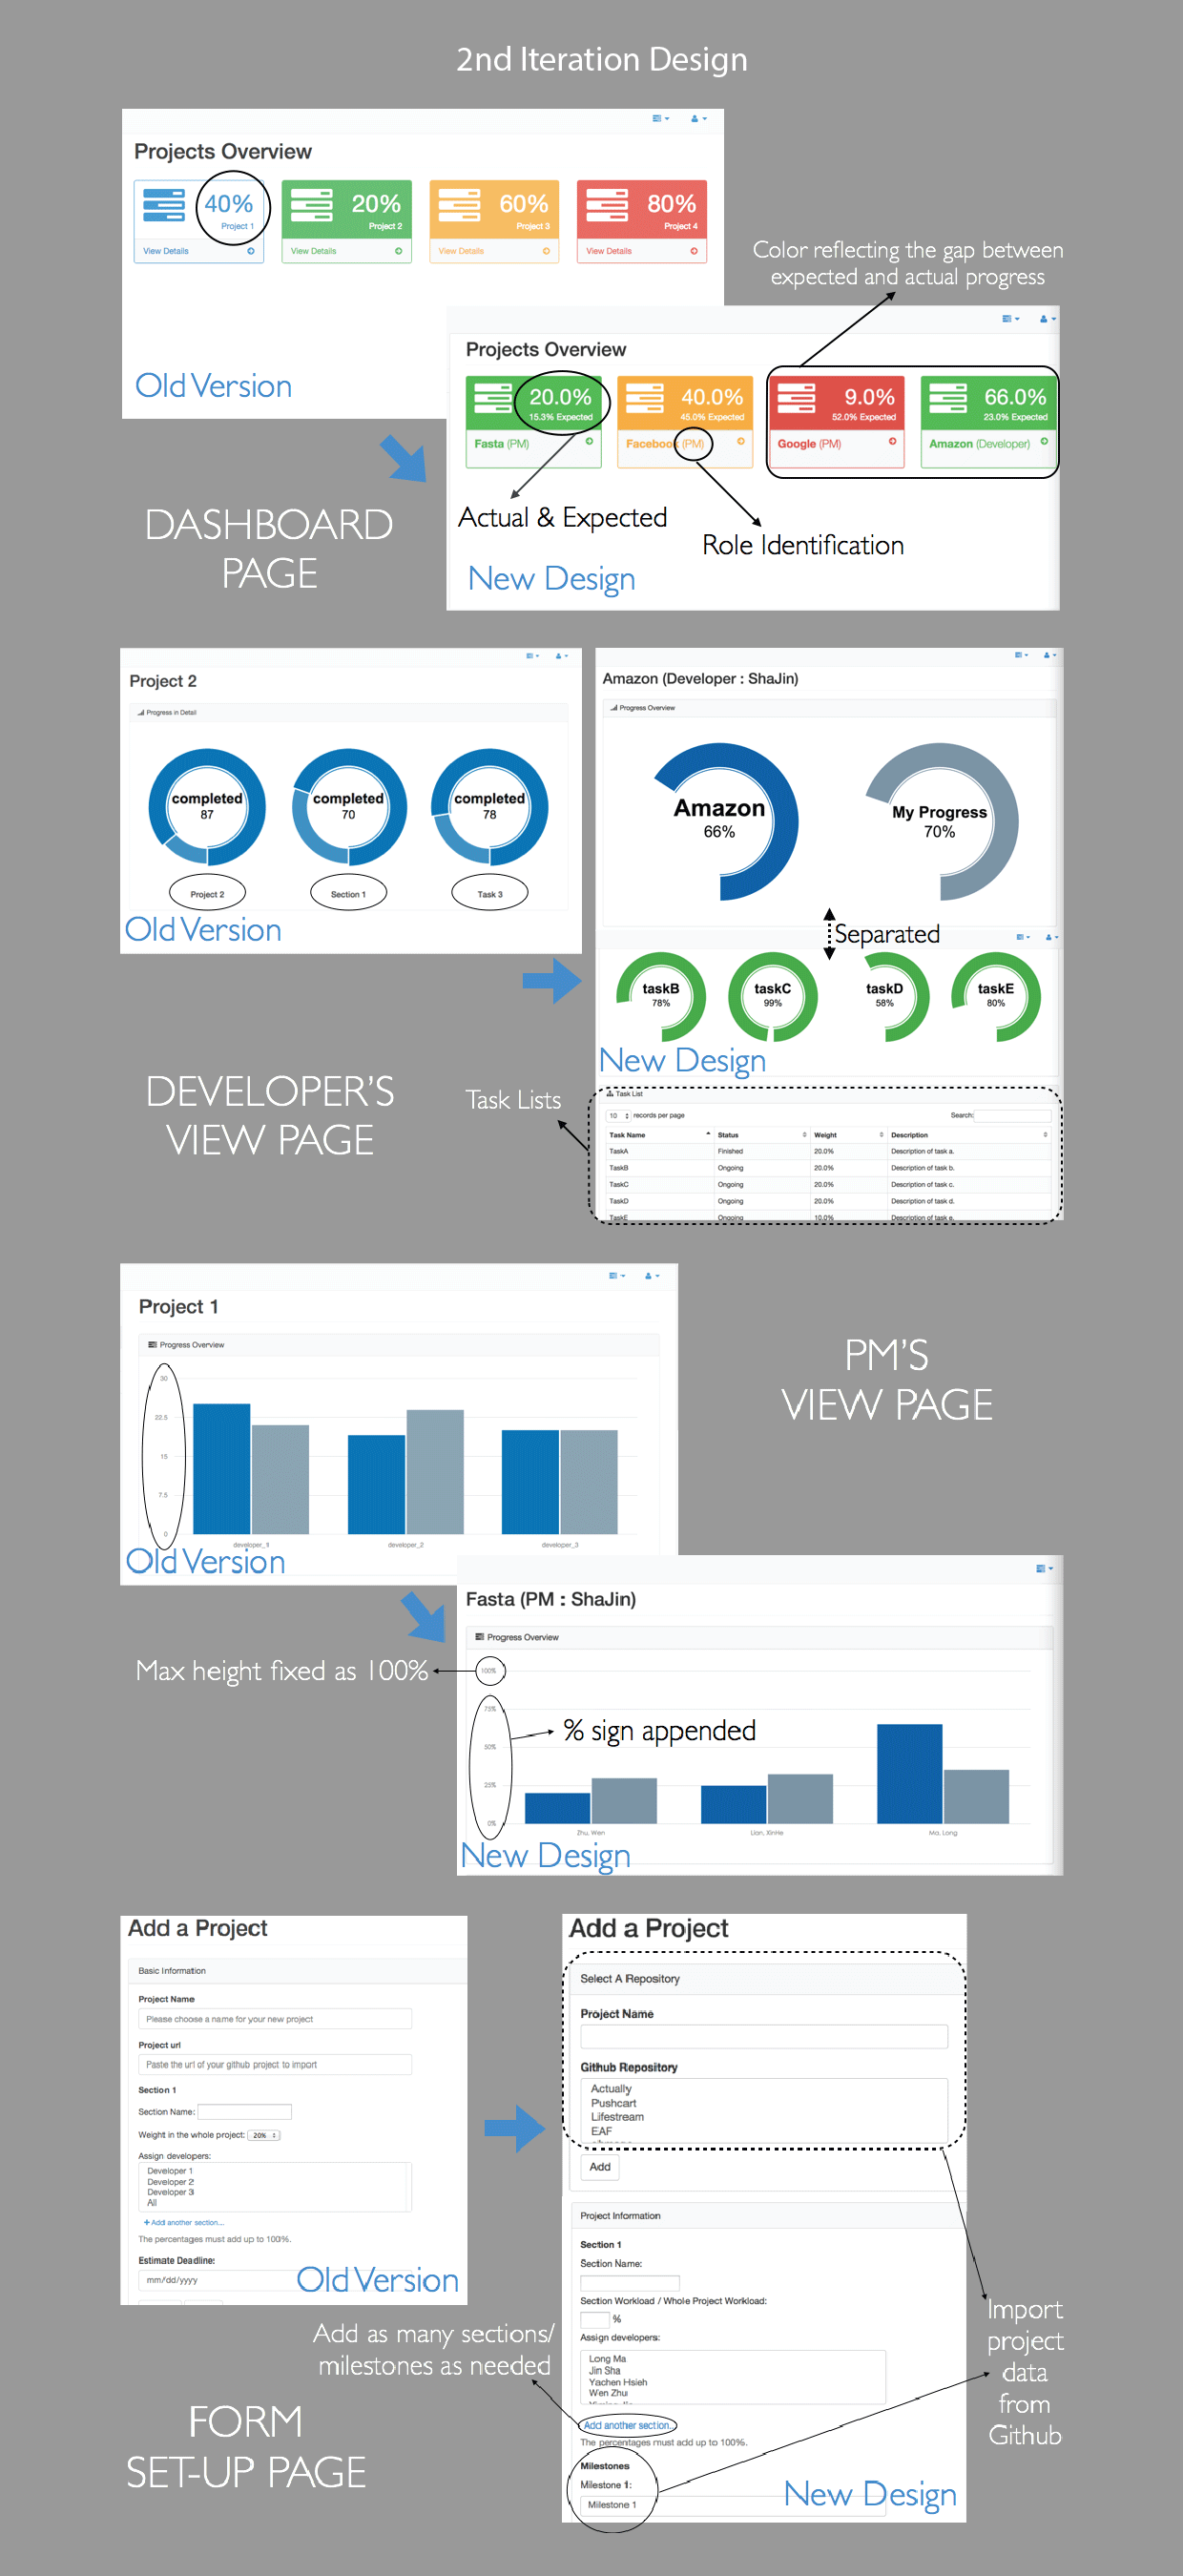 2nd Iteration Design
Projects Overview
40%
Project 1
View Details
20%
Project 2
View Details
60%
Project 3
View Details
80%
Project 4
View Details
Old Version
Color reflecting the gap between
expected and actual progress
Projects Overview
20.0%
15.3% Expected
Fasta (PM)
40.0%
45.0% Expected
Facebook (PM)
9.0%
52.0% Expected
Google (PM)
66.0%
23.0% Expected
Amazon (Developer)
Actual & Expected
Role Identification
New Design
DASHBOARD
PAGE
Project 2
Progress in Detail
completed
87
completed
70
completed
78
Project 2
Section 1
Task 3
Old Version
Amazon (Developer : ShaJin)
Progress Overview
Amazon
66%
My Progress
70%
Separated
taskB
78%
taskC
99%
taskD
58%
taskE
80%
New Design
DEVELOPER'S
VIEW PAGE
Task Lists
Task List
10 records per page
Search:
Task Name Status Weight Description
TaskA Finished 20.0% Description of task a.
TaskB Ongoing 20.0% Description of task b.
TaskC Ongoing 20.0% Description of task c.
TaskD Ongoing 20.0% Description of task d.
TaskE Ongoing 10.0% Description of task e.
Project 1
Progress Overview
30
22.5
15
7.5
0
developer_1
developer_2
developer_3
Old Version
PM'S
VIEW PAGE
Fasta (PM : ShaJin)
Progress Overview
Max height fixed as 100%
100%
75%
% sign appended
50%
25%
0%
Zhu, Wen
Lian, XinHe
Ma, Long
New Design
Add a Project
Basic Information
Project Name
Please choose a name for your new project
Project url
Paste the url of your github project to import
Section 1
Section Name:
Weight in the whole project: 20%
Assign developers:
Developer 1
Developer 2
Developer 3
All
+ Add another section...
The percentages must add up to 100%.
Estimate Deadline:
mm/dd/yyyy
Old Version
Add a Project
Select A Repository
Project Name
Github Repository
Actually
Pushcart
Lifestream
EAF
Add
Project Information
Section 1
Section Name:
Section Workload / Whole Project Workload:
%
Assign developers:
Long Ma
Jin Sha
Yachen Hsieh
Wen Zhu
Add another section.
The percentages must add up to 100%.
Milestones
Milestone 1:
Milestone 1
New Design
Add as many sections/
milestones as needed
Import
project
data
from
Github
FORM
SET-UP PAGE